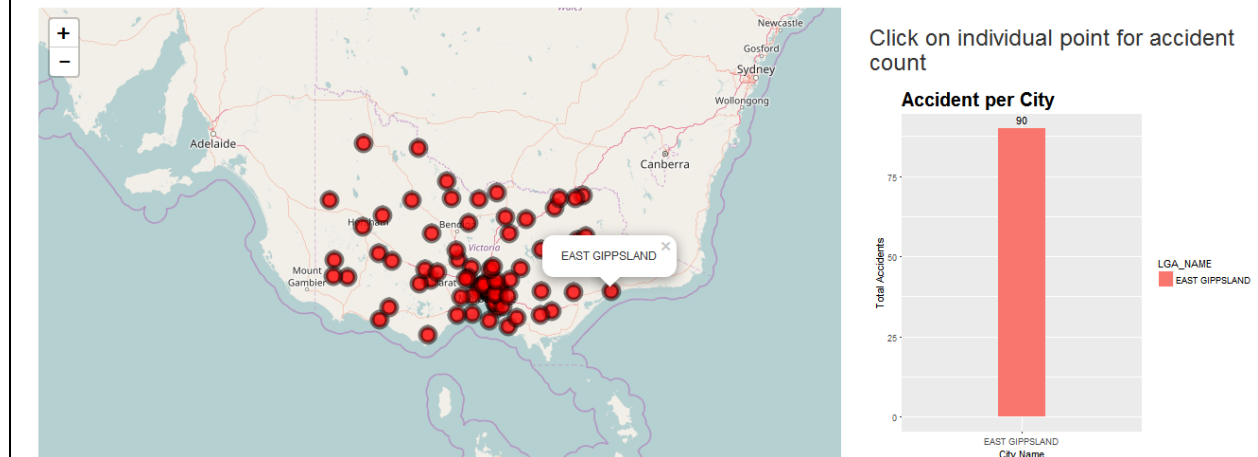 +
−
Wales
Newcastle
Gosford
Sydney
Wollongong
Adelaide
Canberra
Victoria
Mount
Gambier
EAST GIPPSLAND
×
Click on individual point for accident
count
Accident per City
90
75
50
25
0
Total Accidents
EAST GIPPSLAND
City Name
LGA_NAME
EAST GIPPSLAND